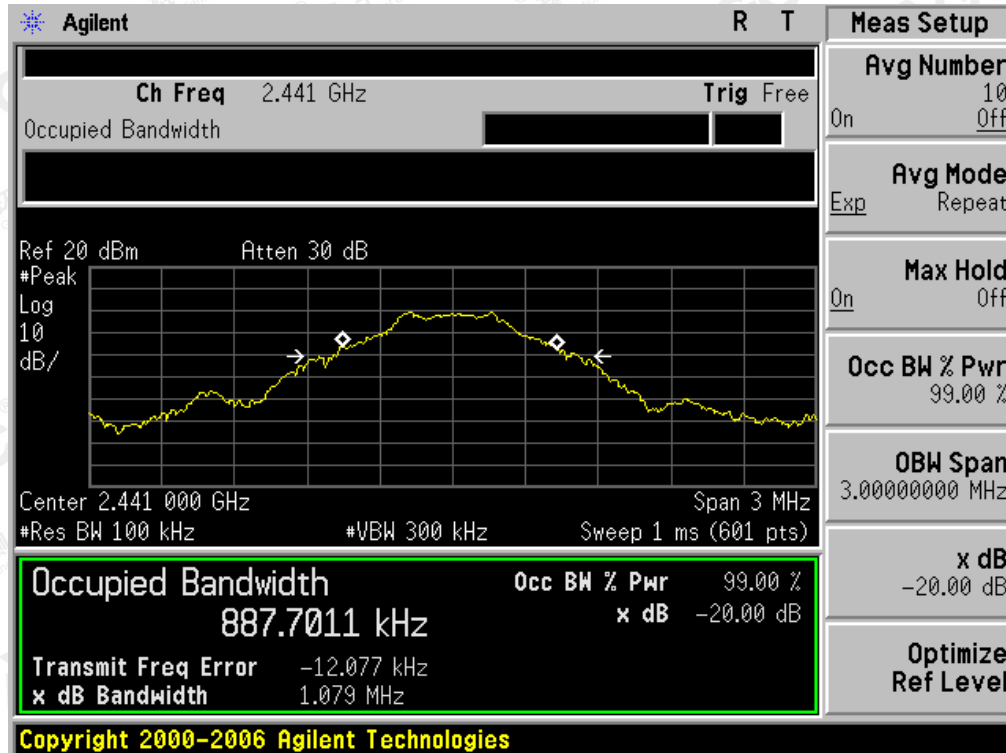 Agilent R T
Ch Freq 2.441 GHz Trig Free
Occupied Bandwidth
Ref 20 dBm Atten 30 dB
#Peak
Log
10
dB/
Center 2.441 000 GHz Span 3 MHz
#Res BW 100 kHz #VBW 300 kHz Sweep 1 ms (601 pts)
Occupied Bandwidth
887.7011 kHz
Occ BW % Pwr 99.00 %
x dB -20.00 dB
Transmit Freq Error -12.077 kHz
x dB Bandwidth 1.079 MHz
Copyright 2000-2006 Agilent Technologies
Meas Setup
Avg Number
10
On Off
Avg Mode
Exp Repeat
Max Hold
On Off
Occ BW % Pwr
99.00 %
OBW Span
3.00000000 MHz
x dB
-20.00 dB
Optimize
Ref Level